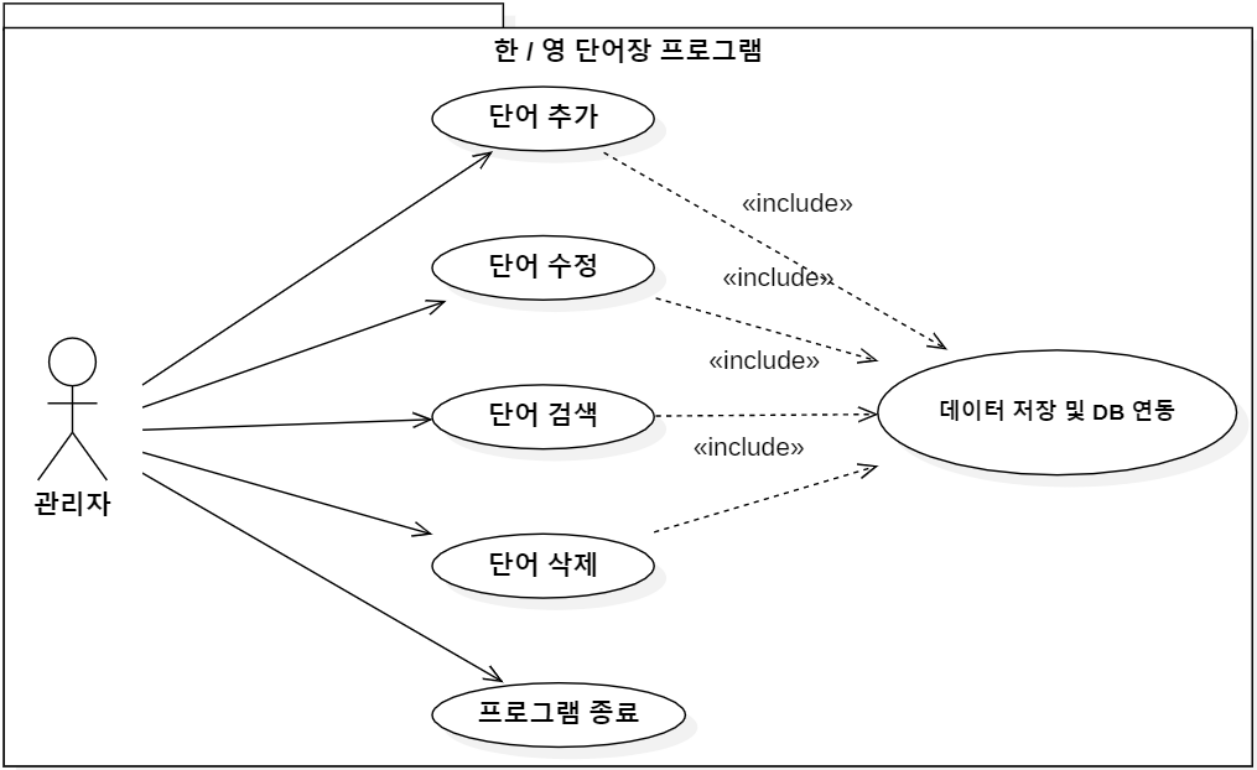 한 / 영 단어장 프로그램
단어 추가
«include»
단어 수정
«include»
«include»
단어 검색
데이터 저장 및 DB 연동
«include»
관리자
단어 삭제
프로그램 종료